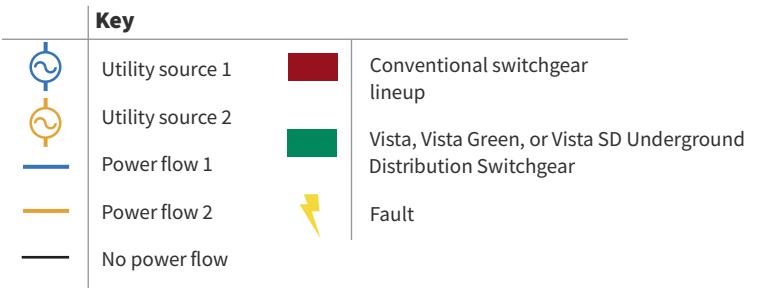 Key
Utility source 1
Utility source 2
Power flow 1
Power flow 2
No power flow
Conventional switchgear
lineup
Vista, Vista Green, or Vista SD Underground
Distribution Switchgear
Fault